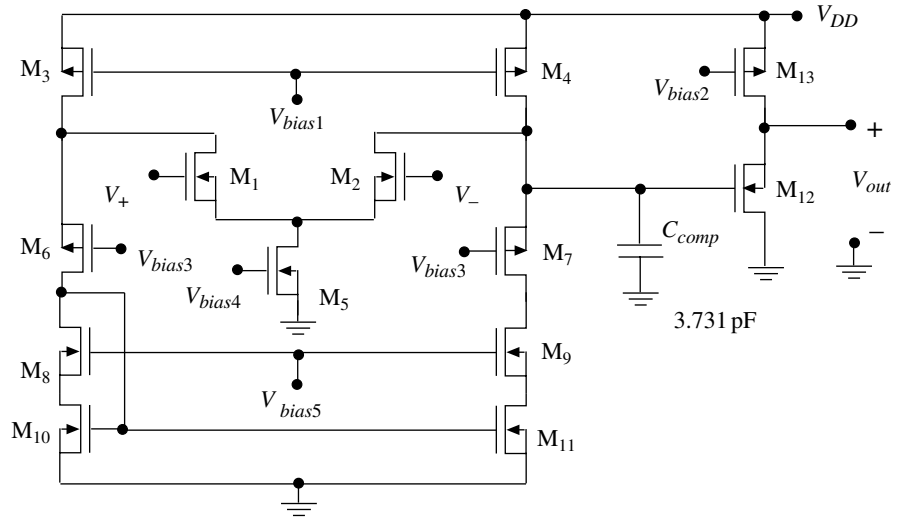 V_DD
M_3
M_4
M_13
V_bias1
V_bias2
+
V_+
M_1
M_2
V_−
M_12
V_out
M_6
V_bias3
V_bias3
M_7
C_comp
−
V_bias4
M_5
3.731 pF
M_8
M_9
V_bias5
M_10
M_11